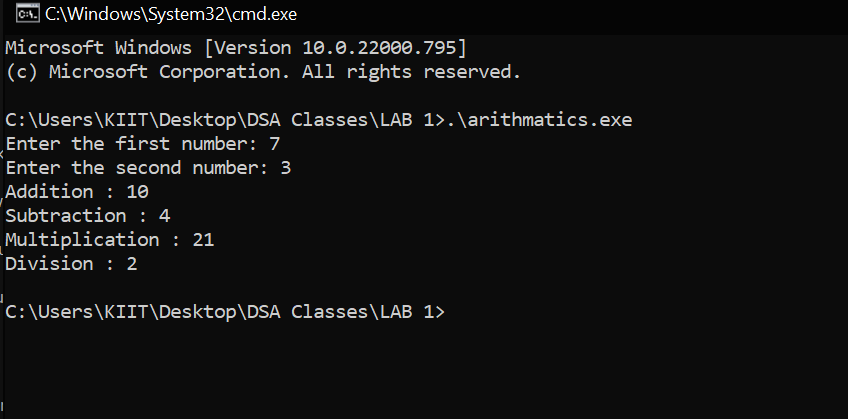 C:\Windows\System32\cmd.exe
Microsoft Windows [Version 10.0.22000.795]
(c) Microsoft Corporation. All rights reserved.
C:\Users\KIIT\Desktop\DSA Classes\LAB 1>.\arithmatics.exe
Enter the first number: 7
Enter the second number: 3
Addition : 10
Subtraction : 4
Multiplication : 21
Division : 2
C:\Users\KIIT\Desktop\DSA Classes\LAB 1>